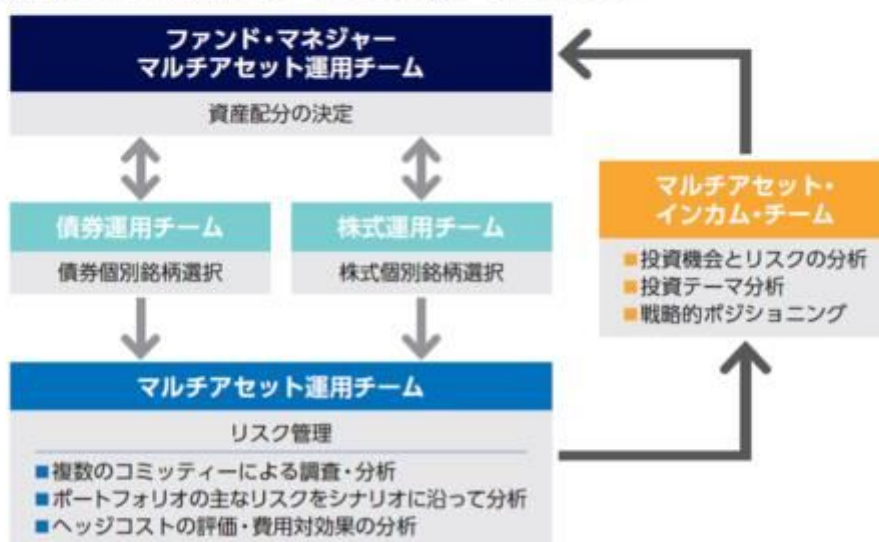 ファンド・マネジャー
マルチアセット運用チーム
資産配分の決定
債券運用チーム
債券個別銘柄選択
株式運用チーム
株式個別銘柄選択
マルチアセット・
インカム・チーム
■投資機会とリスクの分析
■投資テーマ分析
■戦略的ポジショニング
マルチアセット運用チーム
リスク管理
■複数のコミッティーによる調査・分析
■ポートフォリオの主なリスクをシナリオに沿って分析
■ヘッジコストの評価・費用対効果の分析